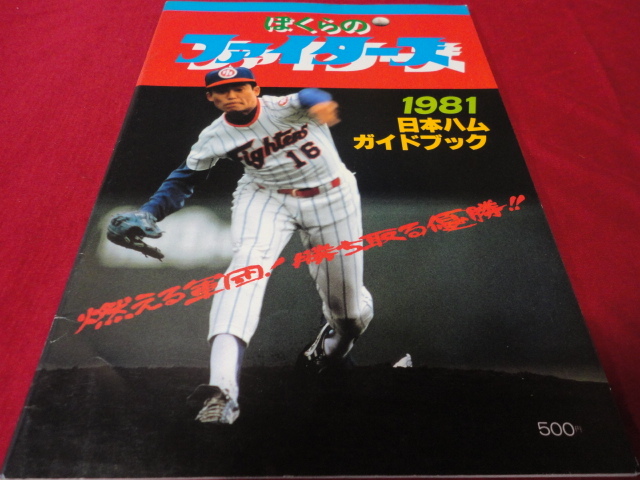 ぼくらの
ファイターズ
1981
日本ハム
ガイドブック
Fighters
16
燃える軍団！勝ち取る優勝!!
500円